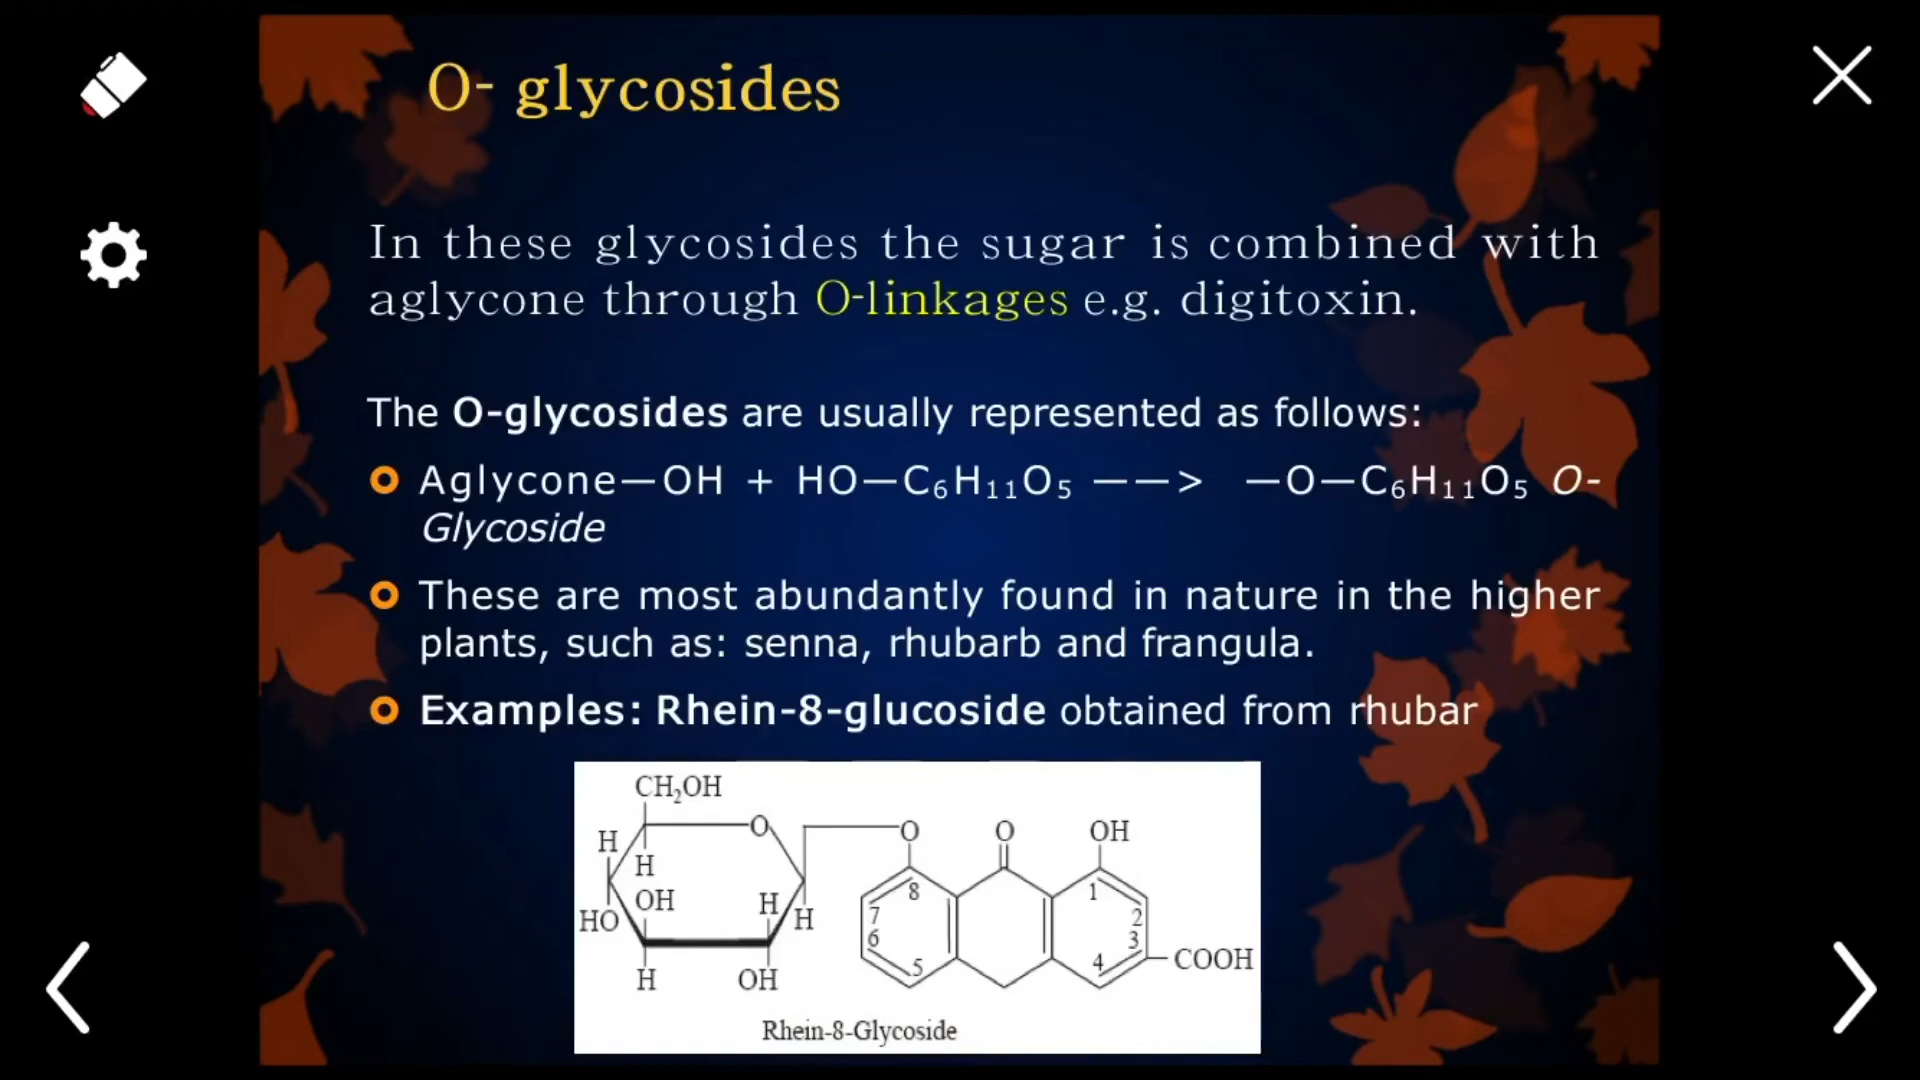 O- glycosides
In these glycosides the sugar is combined with
aglycone through O-linkages e.g. digitoxin.
The O-glycosides are usually represented as follows:
Aglycone—OH + HO—C₆H₁₁O₅ ——> —O—C₆H₁₁O₅ O-
Glycoside
These are most abundantly found in nature in the higher
plants, such as: senna, rhubarb and frangula.
Examples: Rhein-8-glucoside obtained from rhubar
CH₂OH
O O O OH
H
H
8 1
OH H
HO H 7 2
6 3
5 4 COOH
H OH
Rhein-8-Glycoside